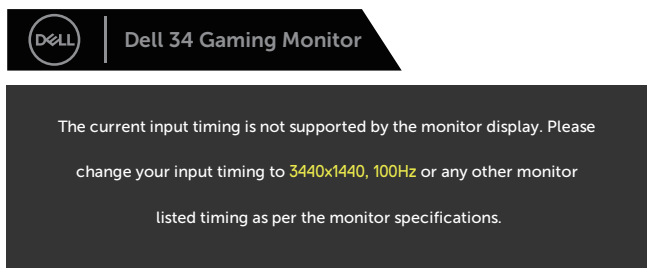 DELL
Dell 34 Gaming Monitor
The current input timing is not supported by the monitor display. Please
change your input timing to 3440x1440, 100Hz or any other monitor
listed timing as per the monitor specifications.